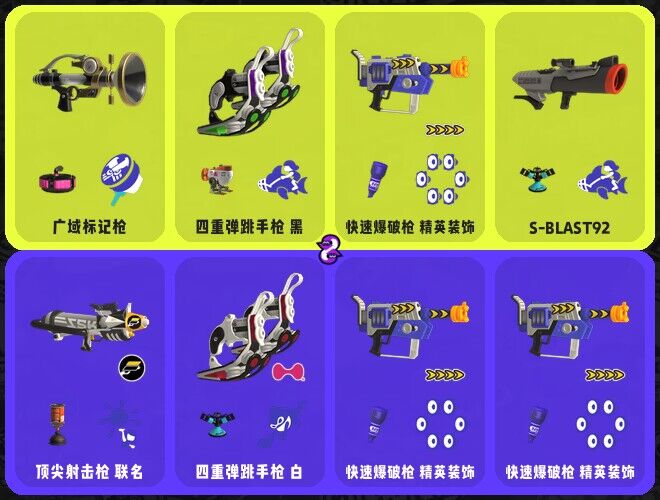 广域标记枪
四重弹跳手枪 黑
快速爆破枪 精英装饰
S-BLAST92
顶尖射击枪 联名
四重弹跳手枪 白
快速爆破枪 精英装饰
快速爆破枪 精英装饰